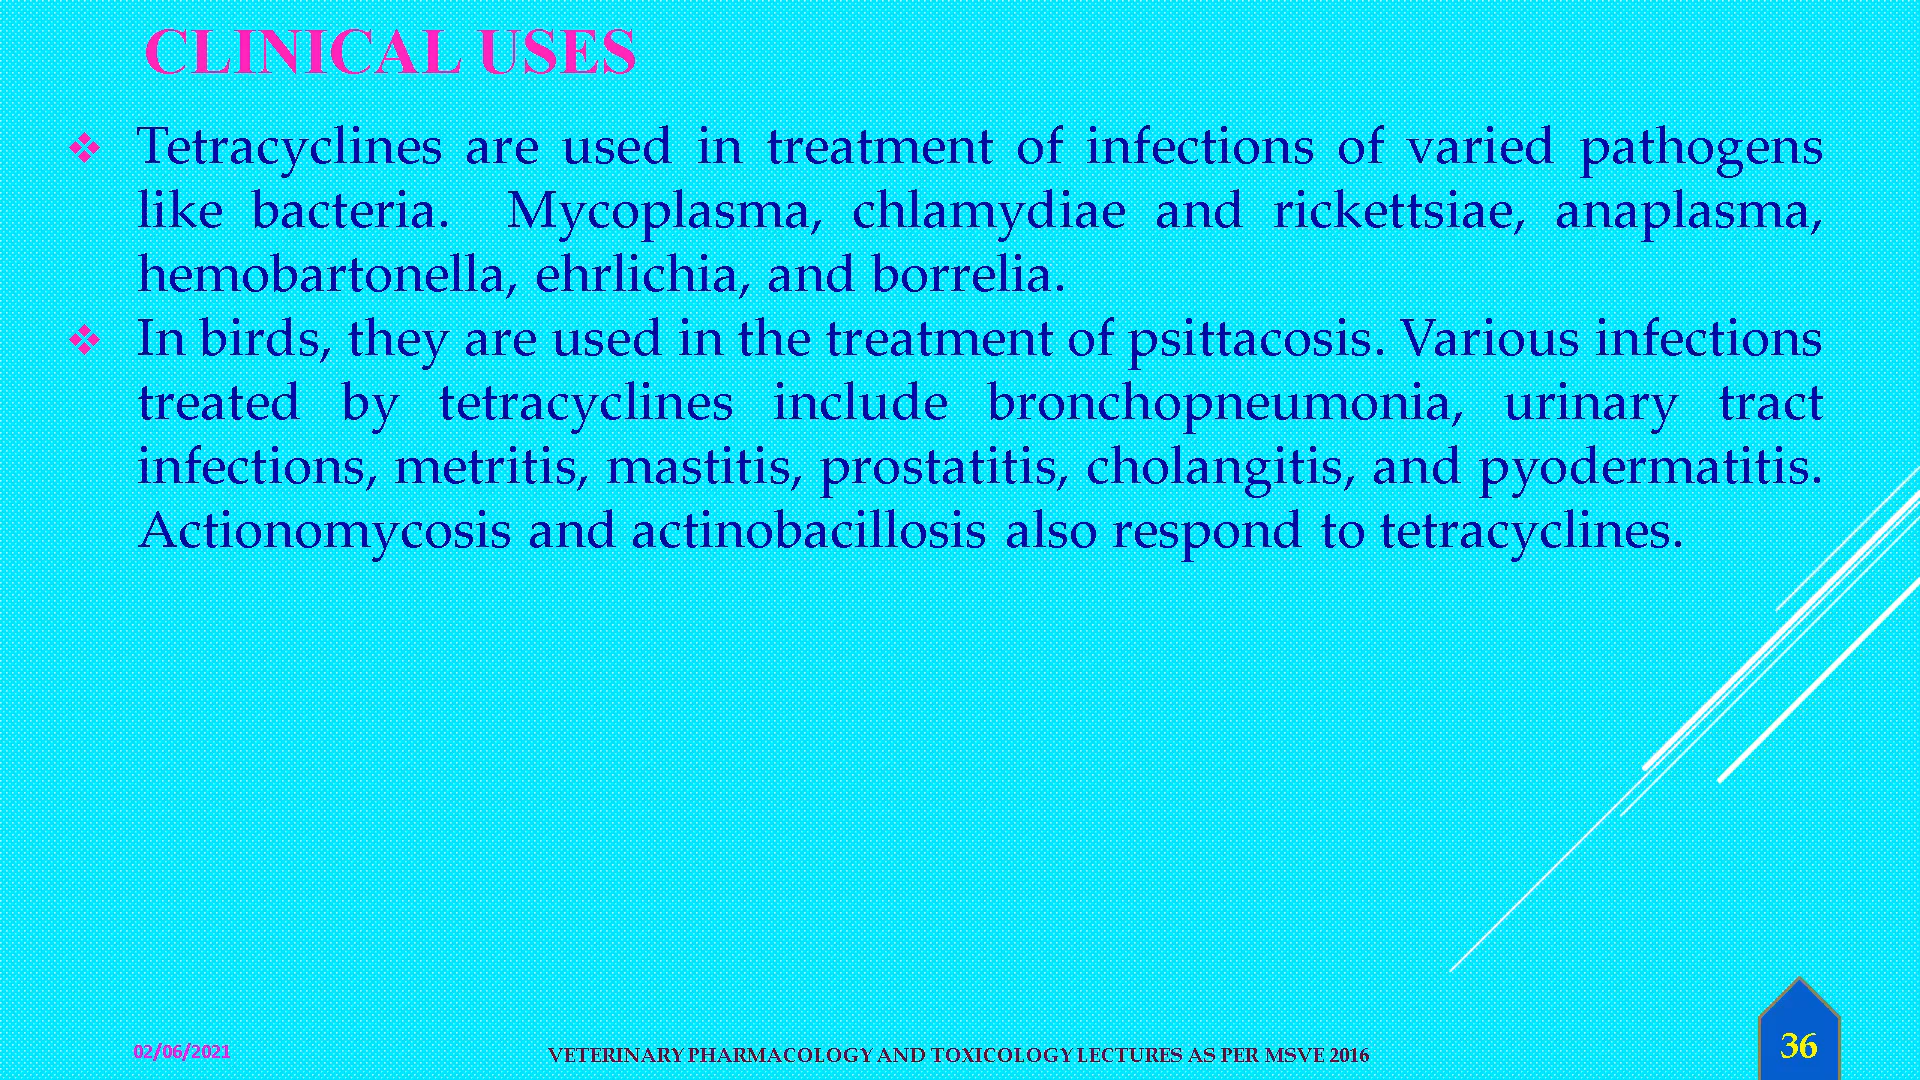 CLINICAL USES
❖ Tetracyclines are used in treatment of infections of varied pathogens
like bacteria. Mycoplasma, chlamydiae and rickettsiae, anaplasma,
hemobartonella, ehrlichia, and borrelia.
❖ In birds, they are used in the treatment of psittacosis. Various infections
treated by tetracyclines include bronchopneumonia, urinary tract
infections, metritis, mastitis, prostatitis, cholangitis, and pyodermatitis.
Actionomycosis and actinobacillosis also respond to tetracyclines.
02/06/2021
VETERINARY PHARMACOLOGY AND TOXICOLOGY LECTURES AS PER MSVE 2016
36